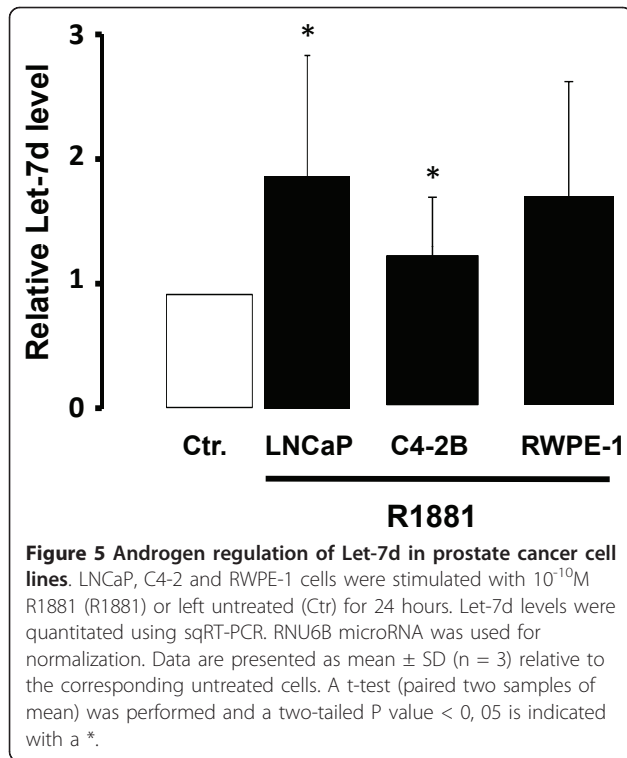 3
2
1
0
Relative Let-7d level
*
*
Ctr.
LNCaP
C4-2B
RWPE-1
R1881
Figure 5 Androgen regulation of Let-7d in prostate cancer cell
lines. LNCaP, C4-2 and RWPE-1 cells were stimulated with 10⁻¹⁰M
R1881 (R1881) or left untreated (Ctr) for 24 hours. Let-7d levels were
quantitated using sqRT-PCR. RNU6B microRNA was used for
normalization. Data are presented as mean ± SD (n = 3) relative to
the corresponding untreated cells. A t-test (paired two samples of
mean) was performed and a two-tailed P value < 0, 05 is indicated
with a *.